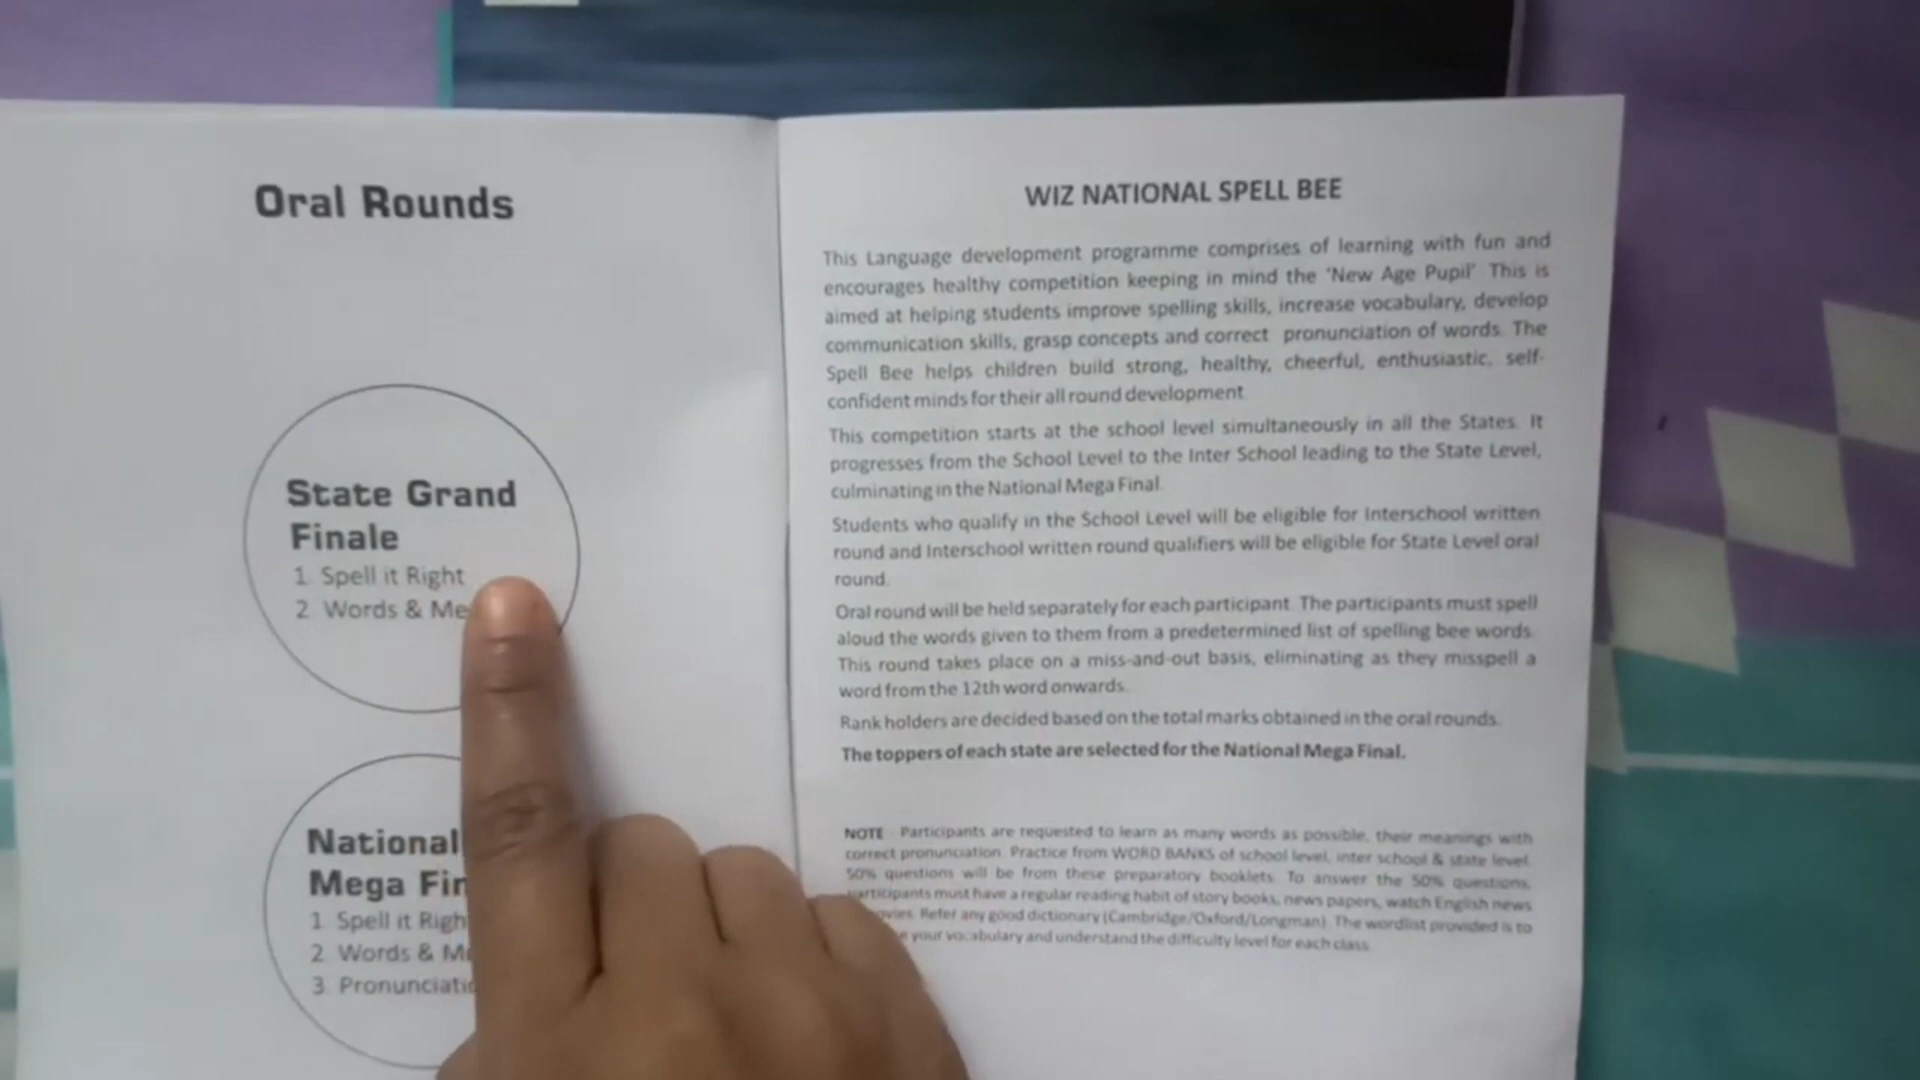 Oral Rounds
State Grand
Finale
1. Spell it Right
2. Words &
National
Mega
1. Spell it
2. Words &
3.
WIZ NATIONAL SPELL BEE
This Language development programme comprises of learning with fun and
encourages healthy competition keeping in mind the 'New Age Pupil' This is
aimed at helping students improve spelling skills, increase vocabulary, develop
communication skills, grasp concepts and correct pronunciation of words. The
Spell Bee helps children build strong, healthy, cheerful, enthusiastic, self-
confident minds for their all round development
This competition starts at the school level simultaneously in all the States. It
progresses from the School Level to the Inter School leading to the State Level,
culminating in the National Mega Final.
Students who qualify in the School Level will be eligible for Interschool written
round and Interschool written round qualifiers will be eligible for State Level oral
round.
Oral round will be held separately for each participant. The participants must spell
aloud the words given to them from a predetermined list of spelling bee words.
This round takes place on a miss-and-out basis, eliminating as they misspell a
word from the 12th word onwards.
Rank holders are decided based on the total marks obtained in the oral rounds.
The toppers of each state are selected for the National Mega Final.
NOTE : Participants are requested to learn as many words as possible, their meanings with
correct pronunciation. Practice from WORD BANKS of school level, inter school & state level.
50% questions will be from these preparatory booklets. To answer the 50% questions,
participants must have a regular reading habit of story books, news papers, watch English news
Refer any good dictionary (Cambridge/Oxford/Longman). The wordlist provided is to
your vocabulary and understand the difficulty level for each class.